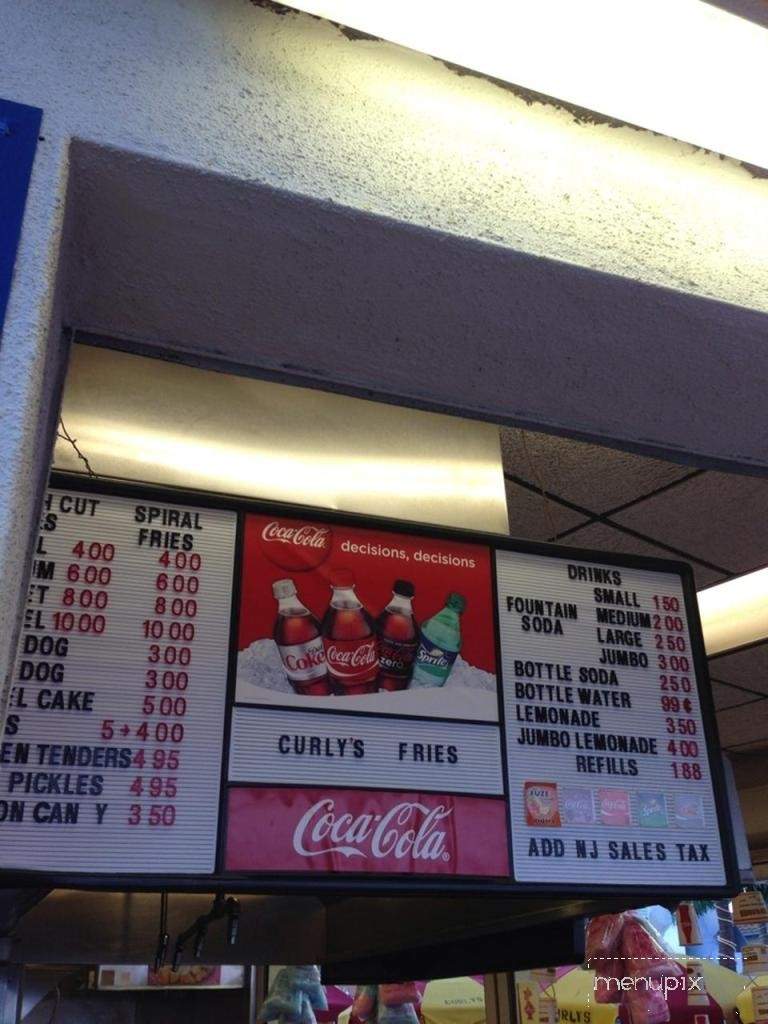 H CUT SPIRAL
S FRIES
L 400 400
M 600 600
T 800 800
EL 1000 1000
DOG 300
DOG 300
EL CAKE 500
S 5→400
EN TENDERS 495
PICKLES 495
ON CAN Y 350
Coca-Cola decisions, decisions
Coke Coca-Cola zero Sprite
CURLY'S FRIES
Coca-Cola®
DRINKS
FOUNTAIN SODA
SMALL 150
MEDIUM 200
LARGE 250
JUMBO 300
BOTTLE SODA 250
BOTTLE WATER 99¢
LEMONADE 350
JUMBO LEMONADE 400
REFILLS 188
FUZE
ADD NJ SALES TAX
menupix